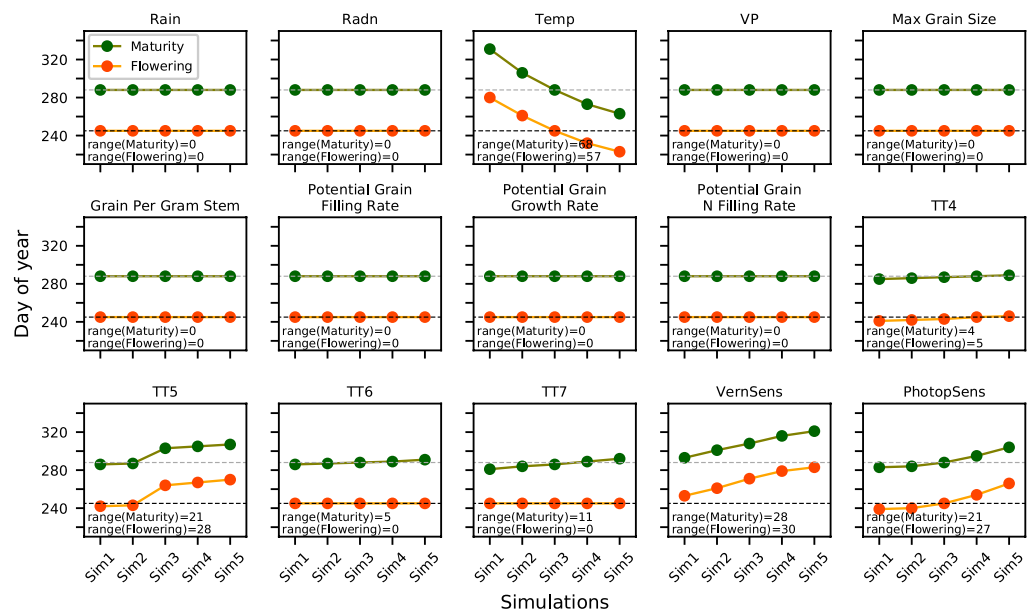 Rain
Radn
Temp
VP
Max Grain Size
320
280
240
Maturity
Flowering
range(Maturity)=0
range(Flowering)=0
range(Maturity)=0
range(Flowering)=0
range(Maturity)=68
range(Flowering)=57
range(Maturity)=0
range(Flowering)=0
range(Maturity)=0
range(Flowering)=0
Day of year
Grain Per Gram Stem
Potential Grain
Filling Rate
Potential Grain
Growth Rate
Potential Grain
N Filling Rate
TT4
320
280
240
range(Maturity)=0
range(Flowering)=0
range(Maturity)=0
range(Flowering)=0
range(Maturity)=0
range(Flowering)=0
range(Maturity)=0
range(Flowering)=0
range(Maturity)=4
range(Flowering)=5
TT5
TT6
TT7
VernSens
PhotopSens
320
280
240
range(Maturity)=21
range(Flowering)=28
range(Maturity)=5
range(Flowering)=0
range(Maturity)=11
range(Flowering)=0
range(Maturity)=28
range(Flowering)=30
range(Maturity)=21
range(Flowering)=27
Sim1 Sim2 Sim3 Sim4 Sim5
Sim1 Sim2 Sim3 Sim4 Sim5
Sim1 Sim2 Sim3 Sim4 Sim5
Sim1 Sim2 Sim3 Sim4 Sim5
Sim1 Sim2 Sim3 Sim4 Sim5
Simulations